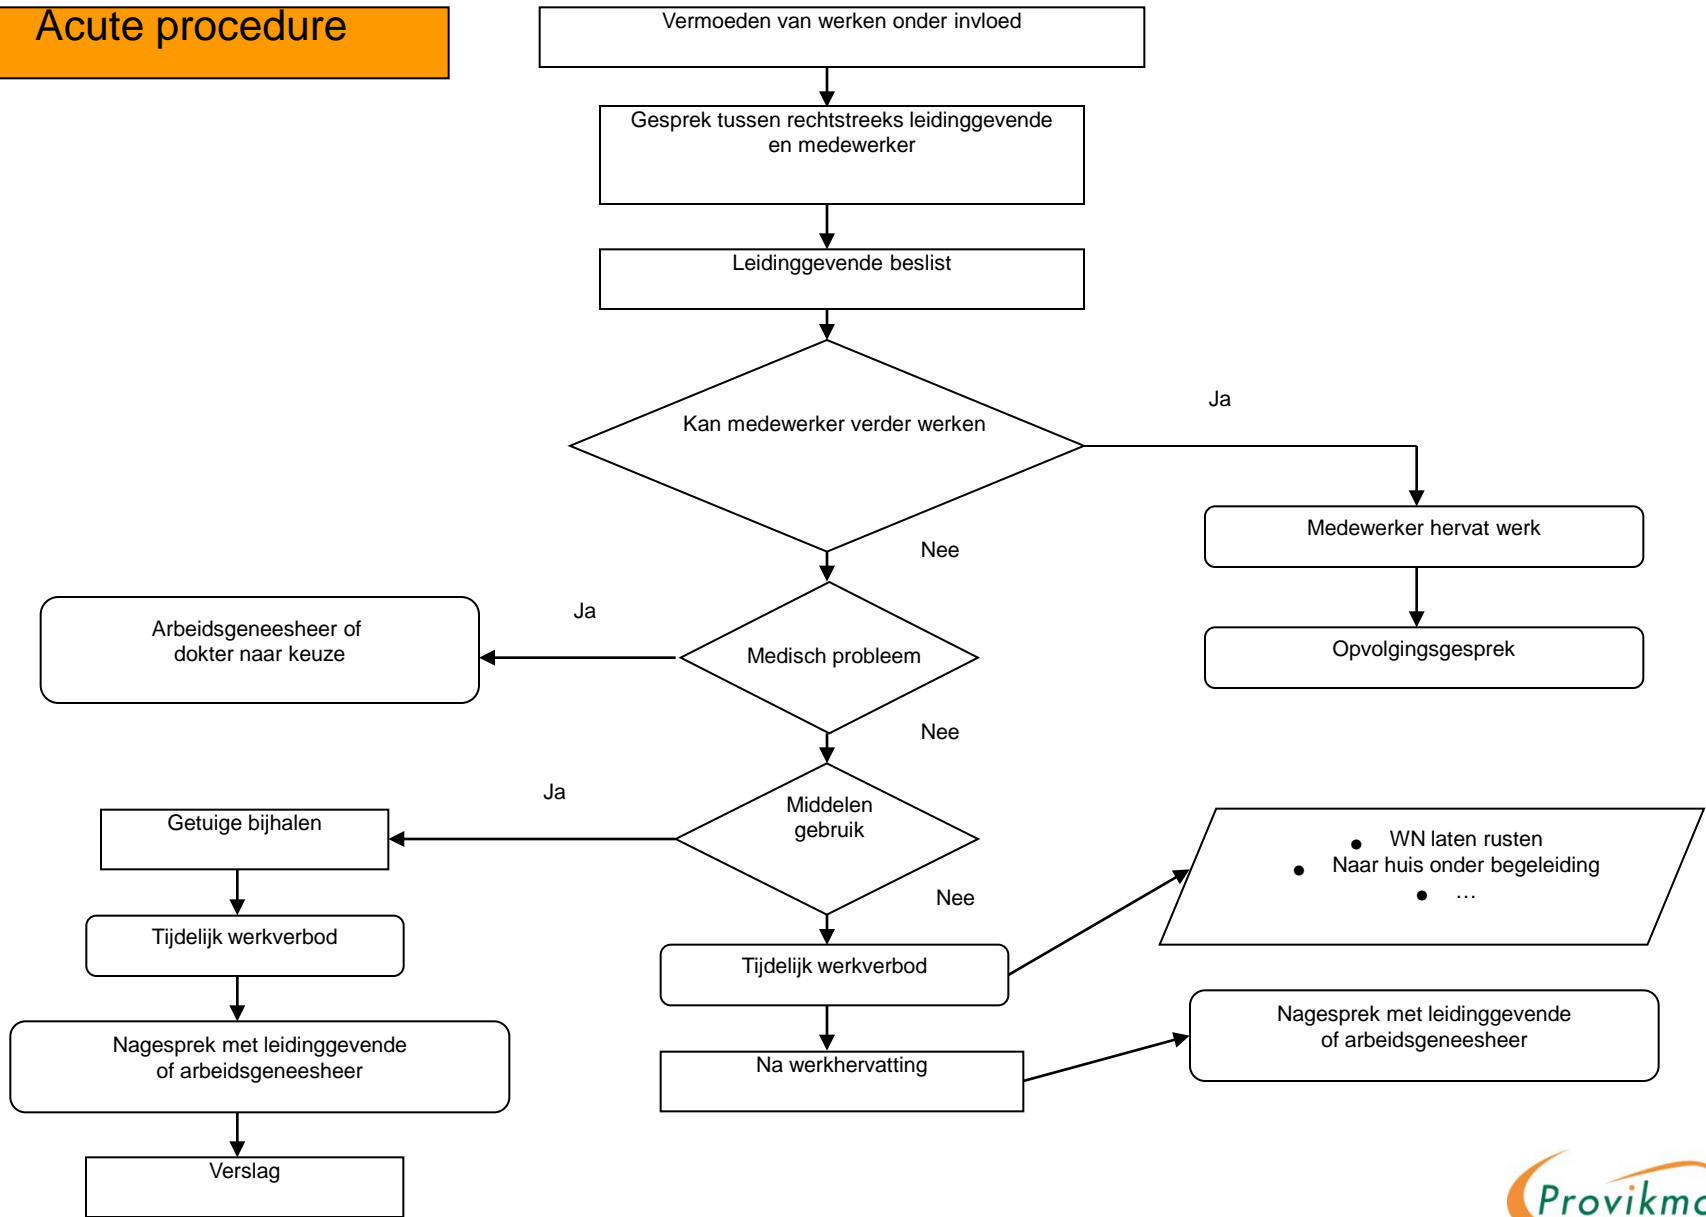 Acute procedure
Vermoeden van werken onder invloed
Gesprek tussen rechtstreeks leidinggevende
en medewerker
Leidinggevende beslist
Kan medewerker verder werken
Ja
Medewerker hervat werk
Opvolgingsgesprek
Nee
Medisch probleem
Ja
Arbeidsgeneesheer of
dokter naar keuze
Nee
Middelen
gebruik
Ja
Getuige bijhalen
Tijdelijk werkverbod
Nagesprek met leidinggevende
of arbeidsgeneesheer
Verslag
Nee
Tijdelijk werkverbod
• WN laten rusten
• Naar huis onder begeleiding
• …
Na werkhervatting
Nagesprek met leidinggevende
of arbeidsgeneesheer